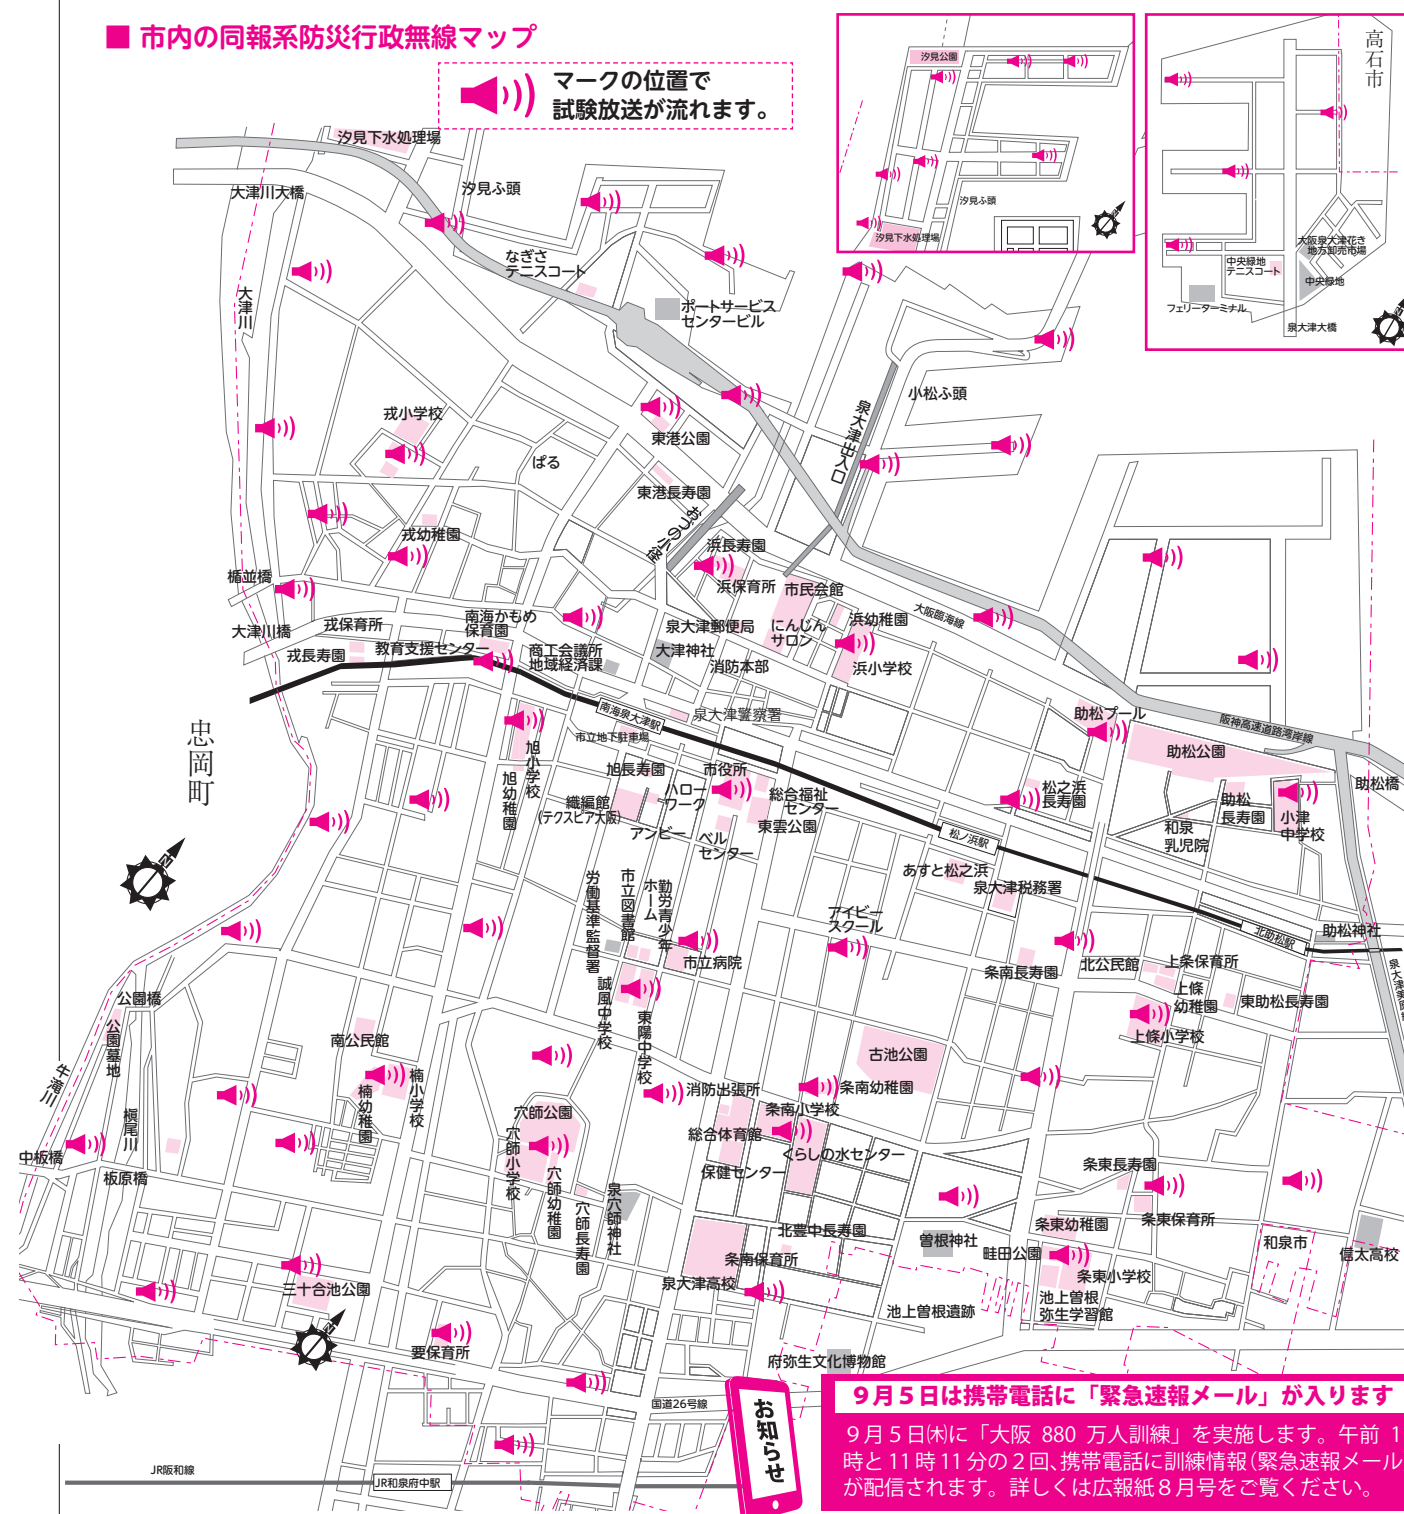 ■ 市内の同報系防災行政無線マップ
マークの位置で
試験放送が流れます。
汐見公園
汐見ふ頭
汐見下水処理場
高石市
大阪泉大津花き
地方卸売市場
中央緑地
テニスコート
中央緑地
フェリーターミナル
泉大津大橋
汐見下水処理場
大津川大橋
汐見ふ頭
なぎさ
テニスコート
大津川
ポートサービス
センタービル
小松ふ頭
泉大津出入口
戎小学校
東港公園
ぱる
東港長寿園
おづの小径
戎幼稚園
浜長寿園
浜保育所
市民会館
楯並橋
大津川橋
戎保育所
南海かもめ
保育園
泉大津郵便局
にんじん
サロン
浜幼稚園
大阪臨海線
戎長寿園
教育支援センター
商工会議所
地域経済課
大津神社
消防本部
浜小学校
南海泉大津駅
泉大津警察署
助松プール
阪神高速道路湾岸線
忠岡町
旭小学校
市立地下駐車場
助松公園
旭幼稚園
旭長寿園
市役所
ハロー
ワーク
総合福祉
センター
松之浜
長寿園
助松
長寿園
助松橋
織編館
(テクスピア大阪)
アンビー
ベル
センター
東雲公園
和泉
乳児院
小津
中学校
松ノ浜駅
あすと松之浜
泉大津税務署
労働基準監督署
市立図書館
勤労青少年
ホーム
アイビー
スクール
北助松駅
助松神社
市立病院
条南長寿園
北公民館
上条保育所
公園橋
誠風中学校
上條
幼稚園
東助松長寿園
公園墓地
南公民館
東陽中学校
古池公園
上條小学校
牛滝川
楠小学校
消防出張所
条南幼稚園
槇尾川
楠幼稚園
穴師公園
条南小学校
中板橋
穴師小学校
総合体育館
くらしの水センター
板原橋
保健センター
条東長寿園
穴師幼稚園
穴師長寿園
泉穴師神社
北豊中長寿園
曽根神社
条東幼稚園
条東保育所
畦田公園
和泉市
信太高校
条南保育所
三十合池公園
泉大津高校
条東小学校
池上曽根遺跡
池上曽根
弥生学習館
要保育所
府弥生文化博物館
国道26号線
JR阪和線
JR和泉府中駅
お知らせ
9月5日は携帯電話に「緊急速報メール」が入ります
9月5日㈭に「大阪 880 万人訓練」を実施します。午前 1
時と11時11分の2回、携帯電話に訓練情報(緊急速報メール
が配信されます。詳しくは広報紙8月号をご覧ください。